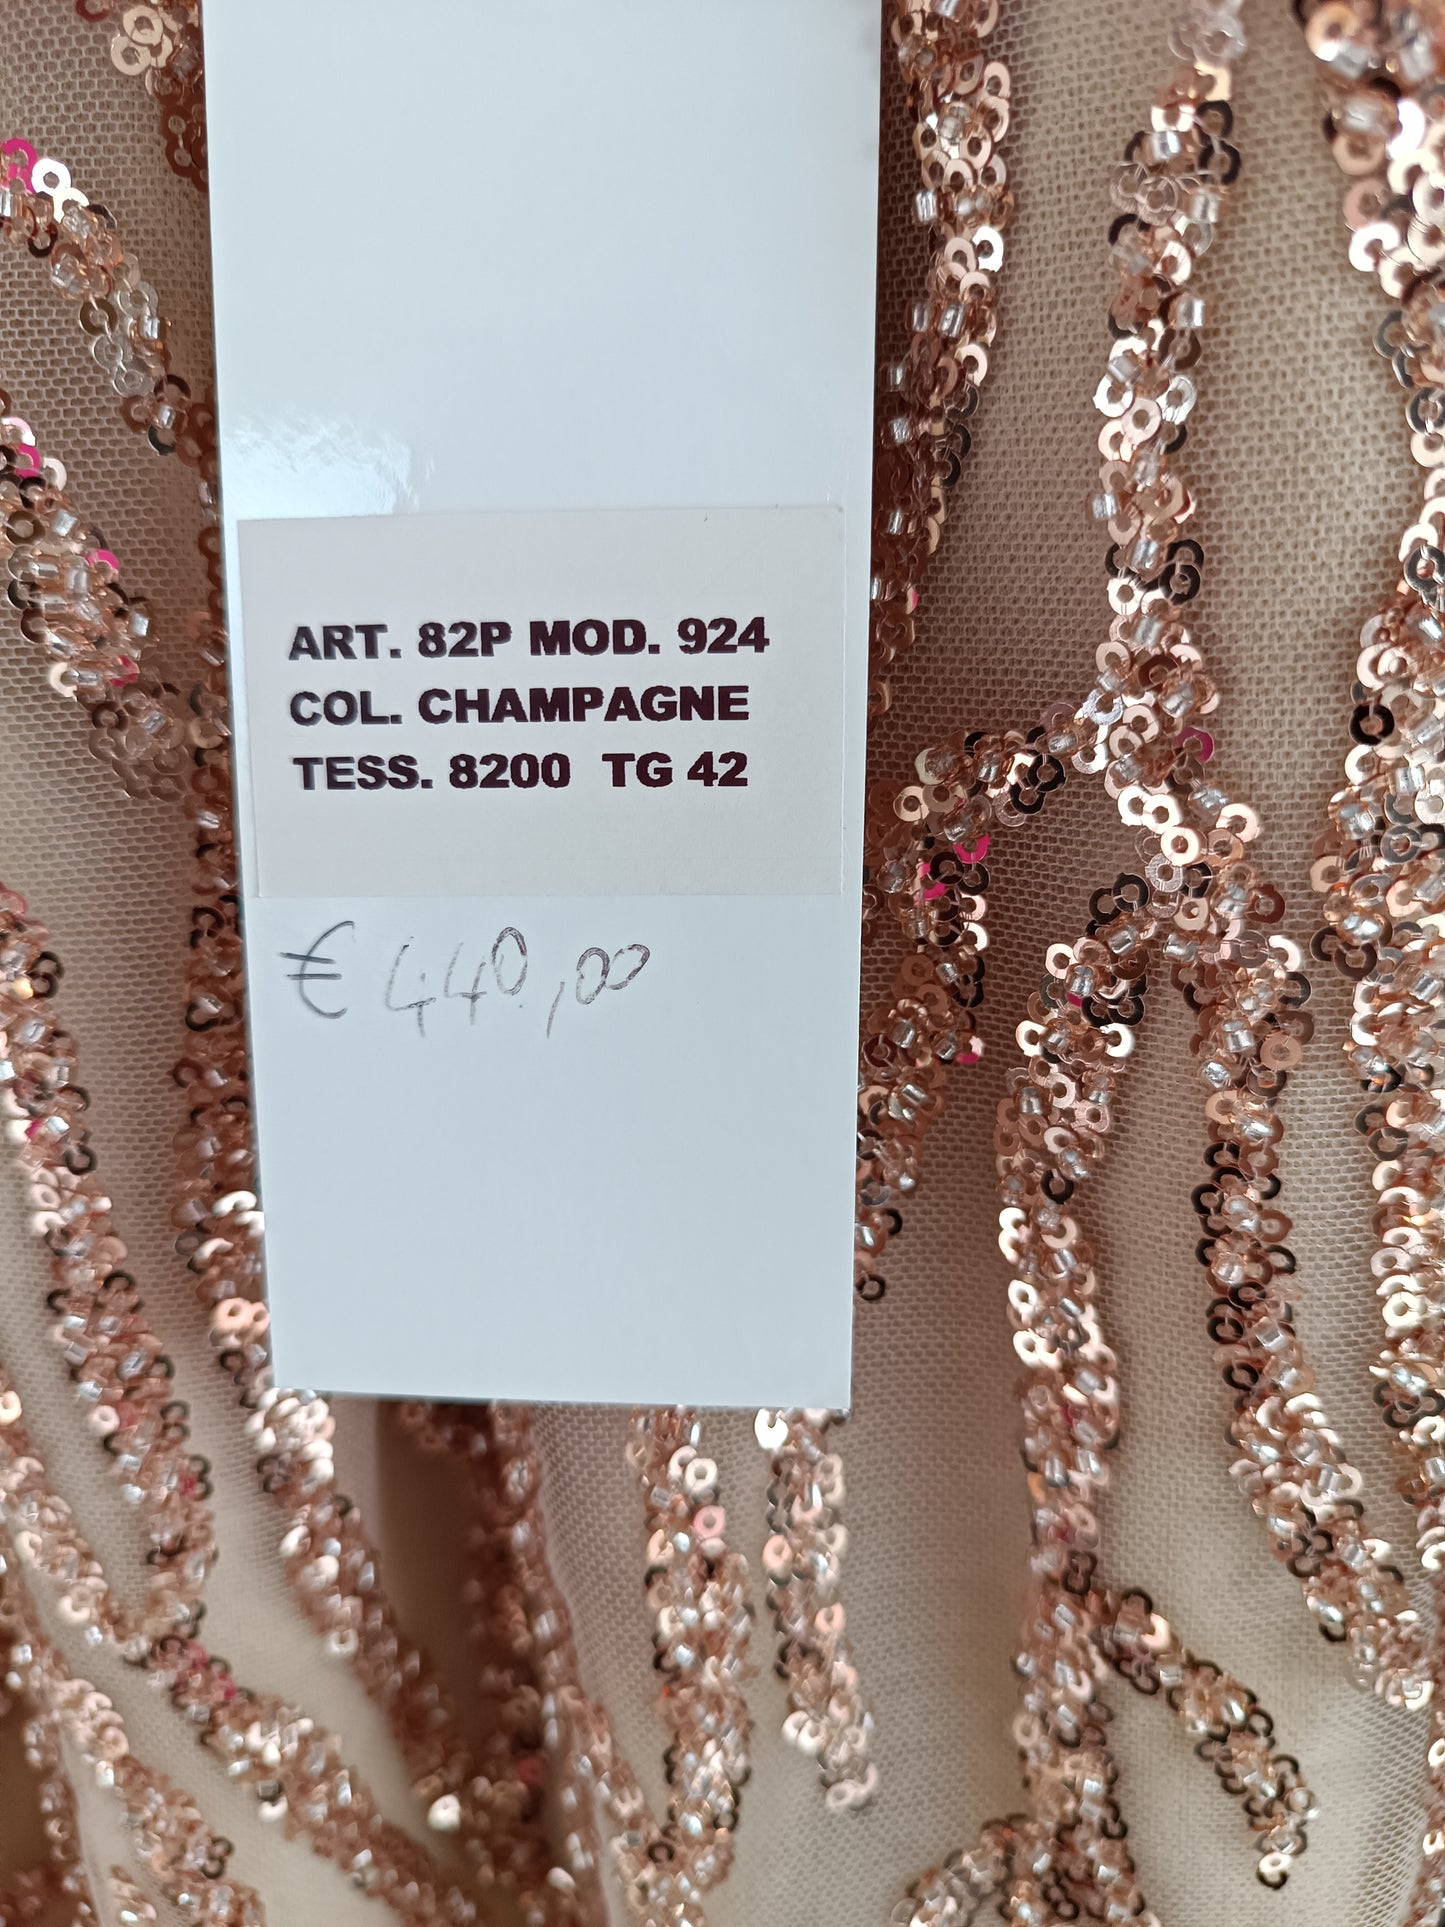 ART. 82P MOD. 924
COL. CHAMPAGNE
TESS. 8200 TG 42
€ 440,00